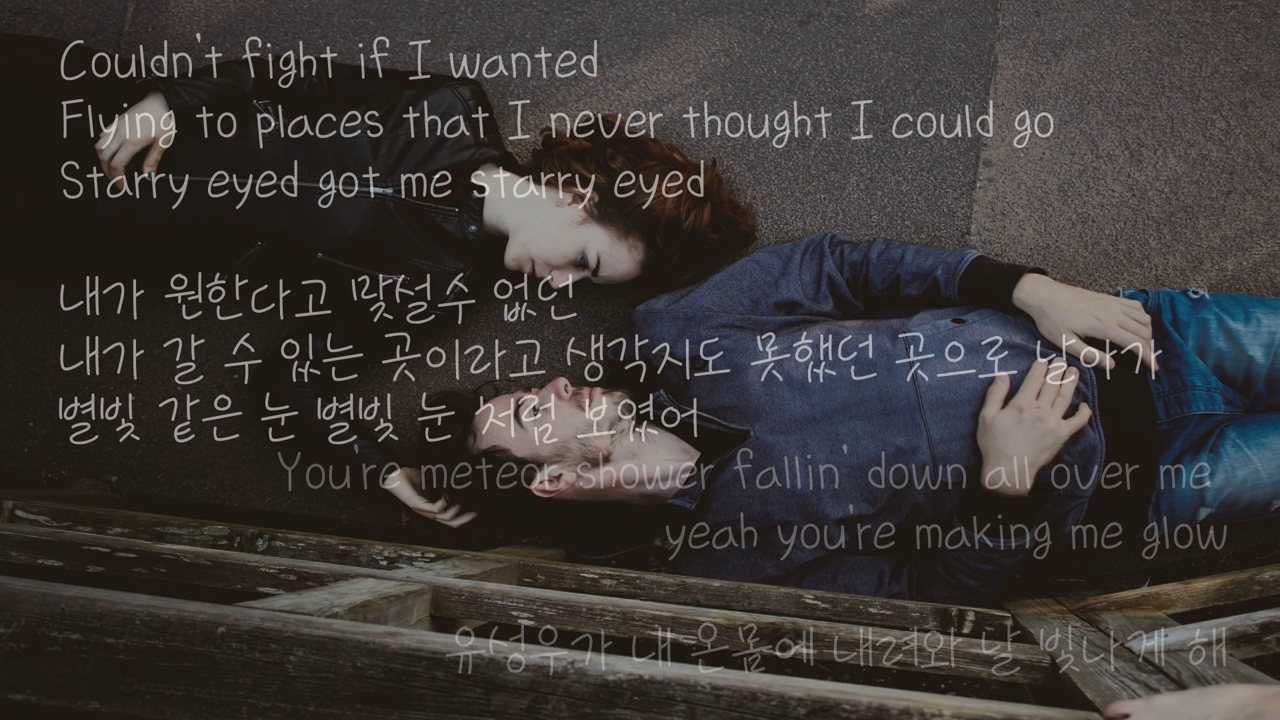 Couldn't fight if I wanted
Flying to places that I never thought I could go
Starry eyed got me starry eyed
내가 원한다고 맞설수 없던
내가 갈 수 있는 곳이라고 생각지도 못했던 곳으로 날아가
별빛 같은 눈 별빛 눈 처럼 보였어
You're meteor shower fallin' down all over me
yeah you're making me glow
유성우가 내 온몸에 내려와 날 빛나게 해